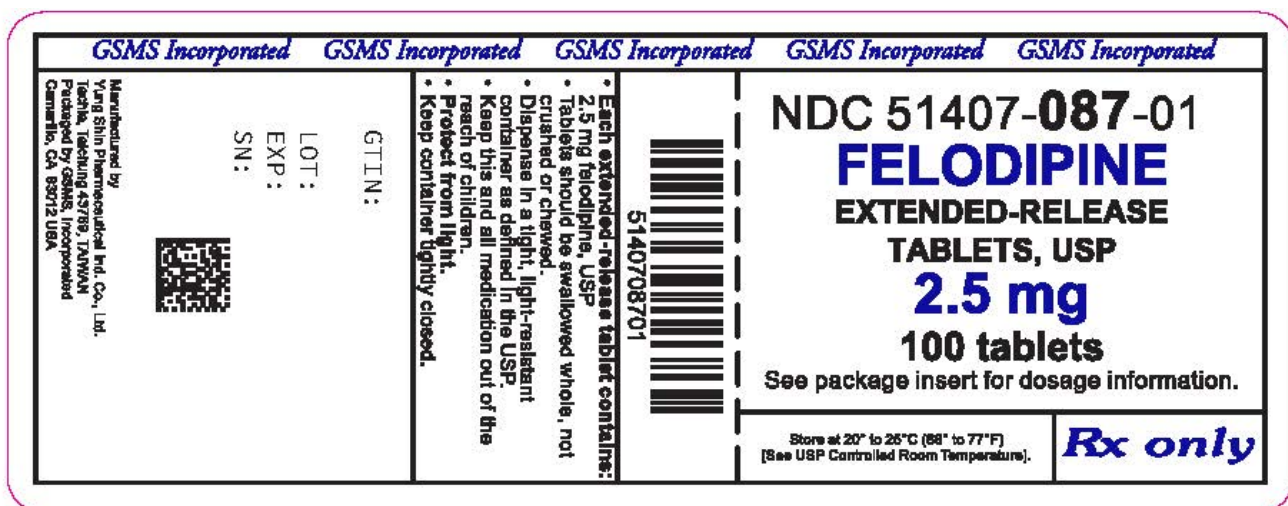 GSMS Incorporated GSMS Incorporated GSMS Incorporated GSMS Incorporated GSMS Incorporated
NDC 51407-087-01
FELODIPINE
EXTENDED-RELEASE
TABLETS, USP
2.5 mg
100 tablets
See package insert for dosage information.
Store at 20° to 25°C (68° to 77°F)
[See USP Controlled Room Temperature].
Rx only
5140708701
• Each extended-release tablet contains:
2.5 mg felodipine, USP
• Tablets should be swallowed whole, not
crushed or chewed.
• Dispense in a tight, light-resistant
container as defined in the USP.
• Keep this and all medication out of the
reach of children.
• Protect from light.
• Keep container tightly closed.
GTIN:
LOT:
EXP:
SN:
Manufactured by
Yung Shin Pharmaceutical Ind. Co., Ltd.
Tachia, Taichung 43769, TAIWAN
Packaged by GSMS, Incorporated
Camarillo, CA 93012 USA